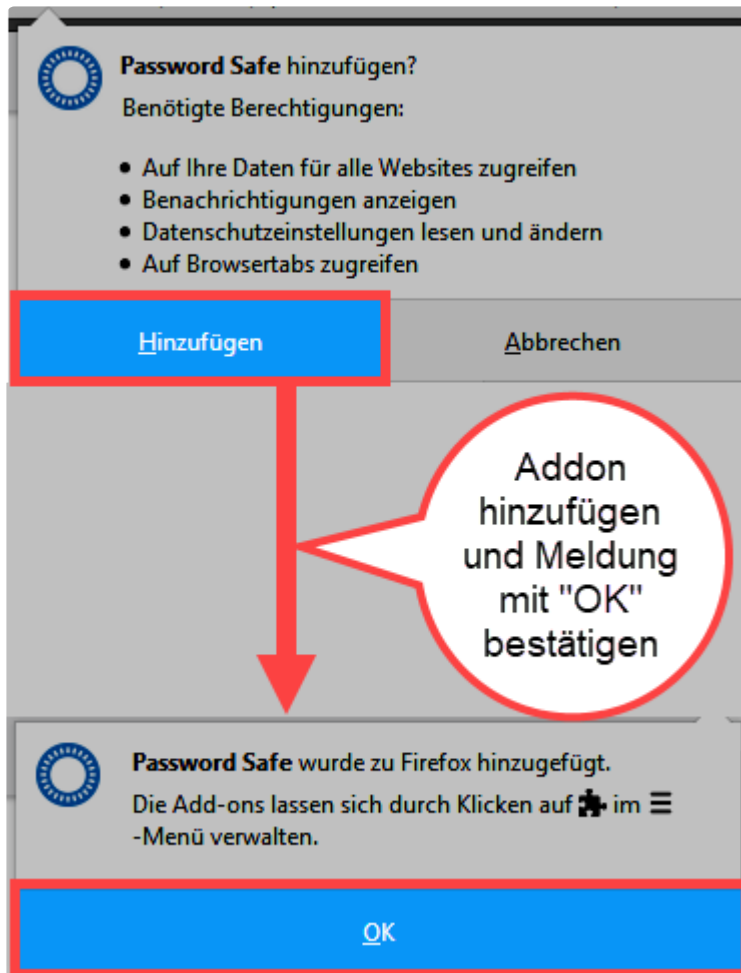 Password Safe hinzufügen?
Benötigte Berechtigungen:
• Auf Ihre Daten für alle Websites zugreifen
• Benachrichtigungen anzeigen
• Datenschutzeinstellungen lesen und ändern
• Auf Browsertabs zugreifen
Hinzufügen
Abbrechen
Addon
hinzufügen
und Meldung
mit "OK"
bestätigen
Password Safe wurde zu Firefox hinzugefügt.
Die Add-ons lassen sich durch Klicken auf im ☰
-Menü verwalten.
OK